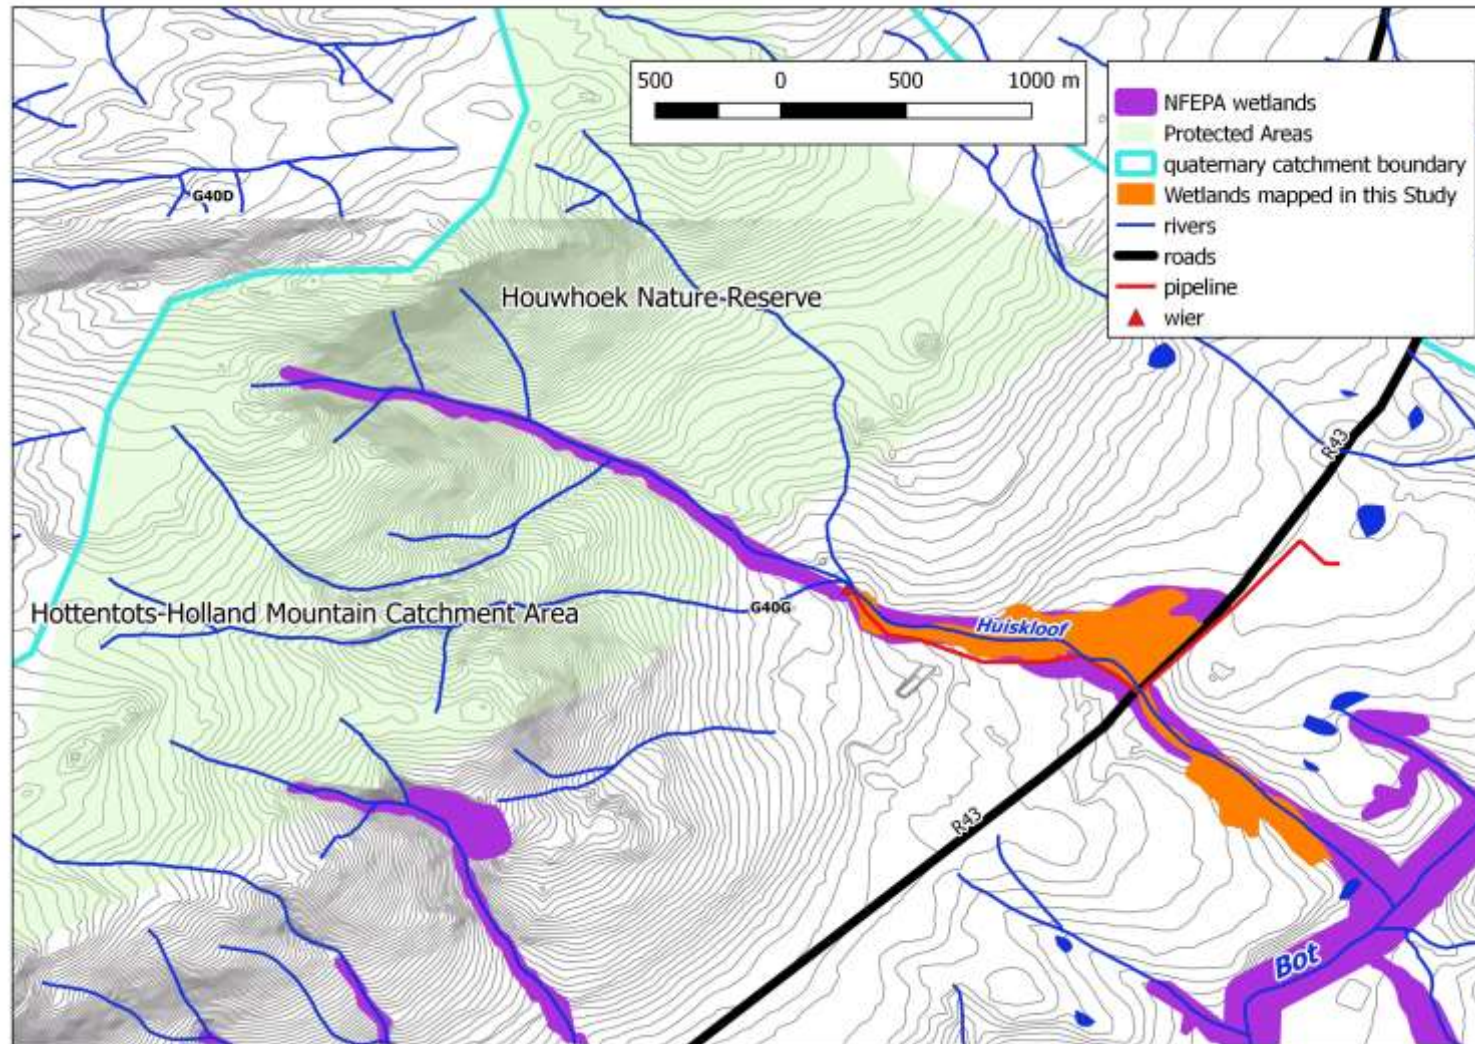 500 0 500 1000 m
NFEPA wetlands
Protected Areas
quaternary catchment boundary
Wetlands mapped in this Study
rivers
roads
pipeline
wier
G40D
Houwhoek Nature-Reserve
R43
Hottentots-Holland Mountain Catchment Area
G40G
Huiskloof
R43
Bot